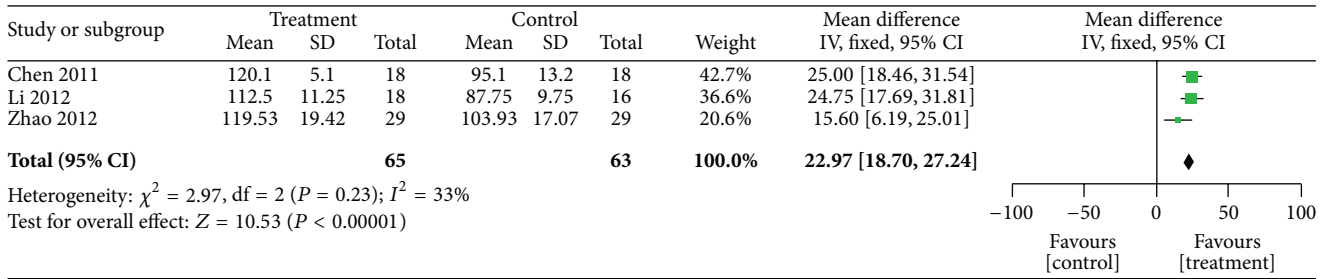 Study or subgroup Treatment Control Mean difference Mean difference
Mean SD Total Mean SD Total Weight IV, fixed, 95% CI IV, fixed, 95% CI
Chen 2011 120.1 5.1 18 95.1 13.2 18 42.7% 25.00 [18.46, 31.54]
Li 2012 112.5 11.25 18 87.75 9.75 16 36.6% 24.75 [17.69, 31.81]
Zhao 2012 119.53 19.42 29 103.93 17.07 29 20.6% 15.60 [6.19, 25.01]
Total (95% CI) 65 63 100.0% 22.97 [18.70, 27.24]
Heterogeneity: χ² = 2.97, df = 2 (P = 0.23); I² = 33%
Test for overall effect: Z = 10.53 (P < 0.00001)
−100 −50 0 50 100
Favours Favours
[control] [treatment]